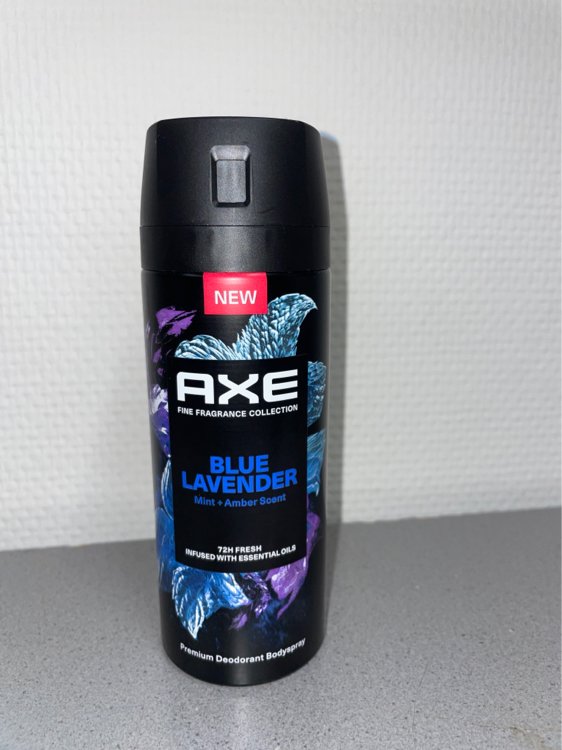 NEW
AXE
FINE FRAGRANCE COLLECTION
BLUE
LAVENDER
Mint + Amber Scent
72H FRESH
INFUSED WITH ESSENTIAL OILS
Premium Deodorant Bodyspray